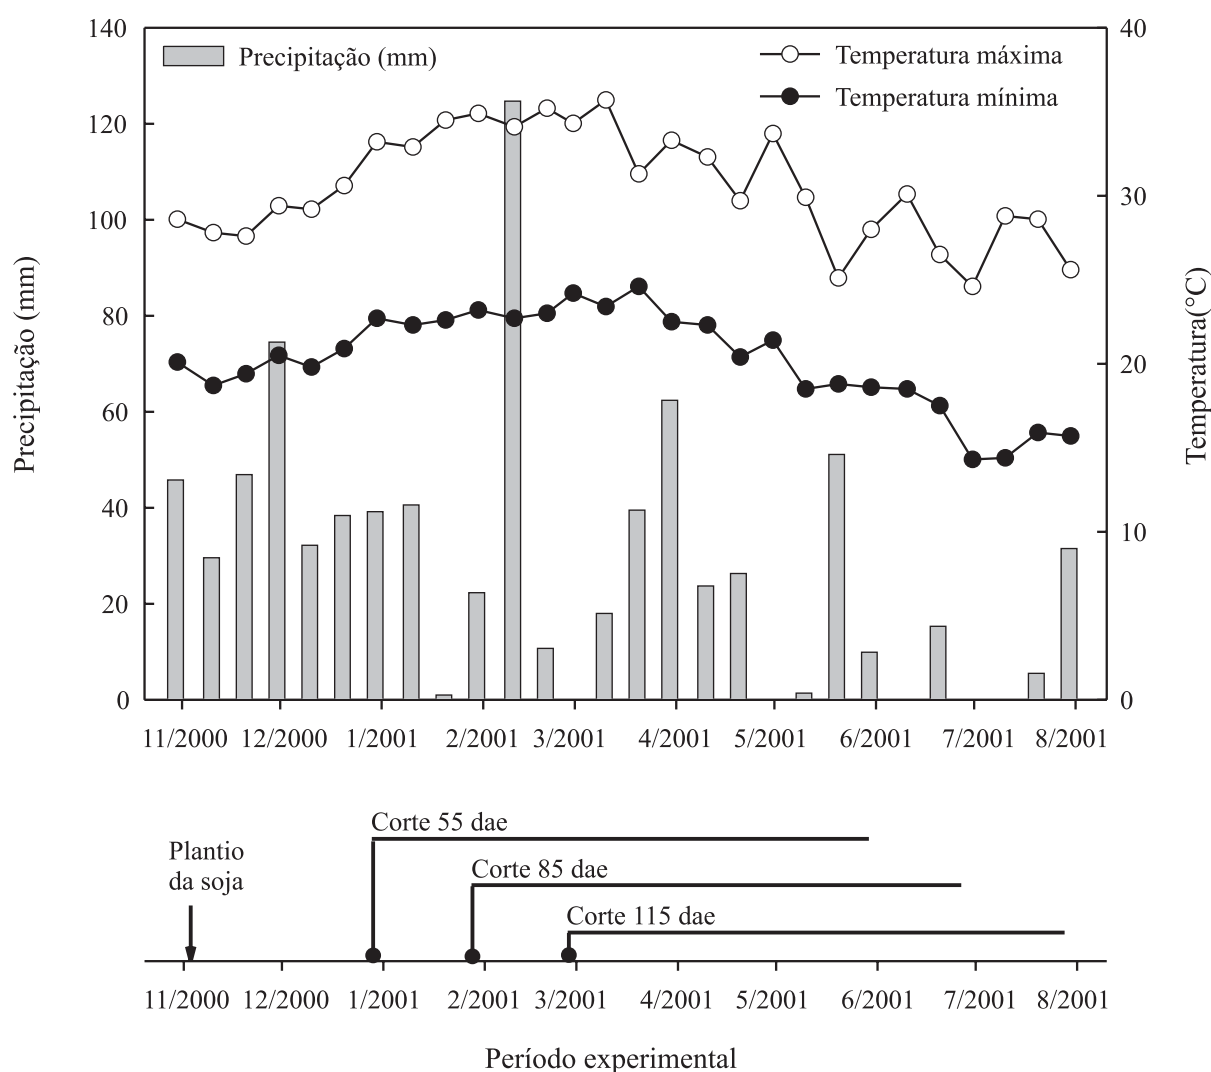 Precipitação (mm)
Temperatura máxima
Temperatura mínima
Precipitação (mm)
140
120
100
80
60
40
20
0
Temperatura(°C)
40
30
20
10
0
11/2000 12/2000 1/2001 2/2001 3/2001 4/2001 5/2001 6/2001 7/2001 8/2001
Corte 55 dae
Plantio
da soja
Corte 85 dae
Corte 115 dae
11/2000 12/2000 1/2001 2/2001 3/2001 4/2001 5/2001 6/2001 7/2001 8/2001
Período experimental